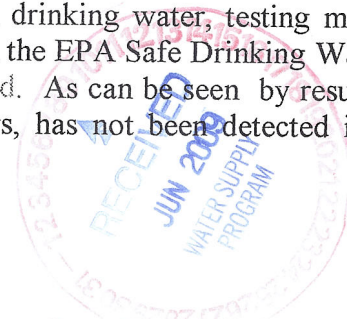 drinking water, testing m
the EPA Safe Drinking Wa
d. As can be seen by resu
s, has not been detected i
RECEIVED
JUN 2009
WATER SUPPLY
PROGRAM